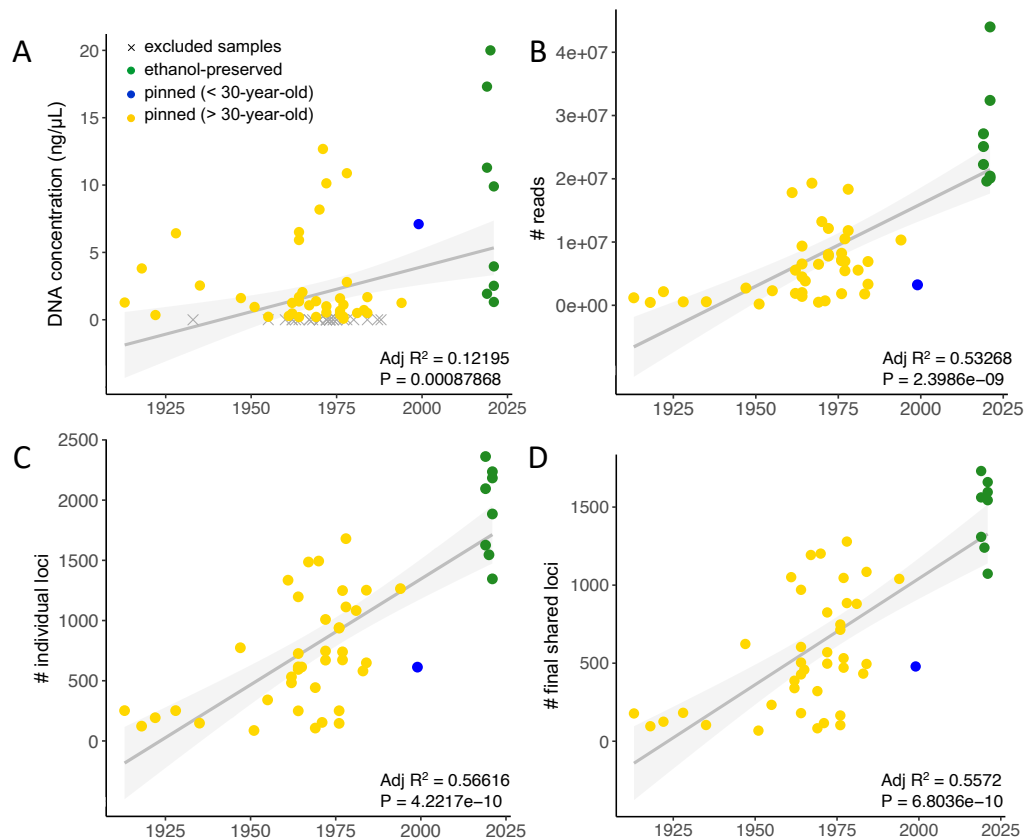 A
× excluded samples
ethanol-preserved
pinned (< 30-year-old)
pinned (> 30-year-old)
DNA concentration (ng/µL)
20
15
10
5
0
Adj R² = 0.12195
P = 0.00087868
1925
1950
1975
2000
2025
B
# reads
4e+07
2e+07
1e+07
0e+00
Adj R² = 0.53268
P = 2.3986e−09
1925
1950
1975
2000
2025
C
# individual loci
2500
2000
1500
1000
500
0
Adj R² = 0.56616
P = 4.2217e−10
1925
1950
1975
2000
2025
D
# final shared loci
1500
1000
500
0
Adj R² = 0.5572
P = 6.8036e−10
1925
1950
1975
2000
2025